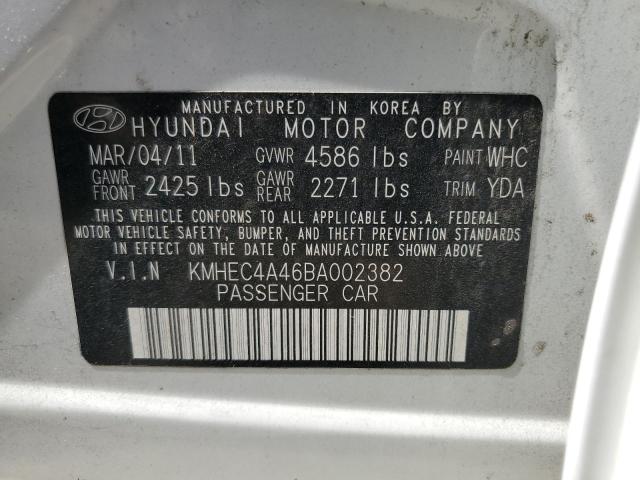 MANUFACTURED IN KOREA BY
HYUNDAI MOTOR COMPANY
MAR/04/11 GVWR 4586 lbs PAINT WHC
GAWR FRONT 2425 lbs GAWR REAR 2271 lbs TRIM YDA
THIS VEHICLE CONFORMS TO ALL APPLICABLE U.S.A. FEDERAL
MOTOR VEHICLE SAFETY, BUMPER, AND THEFT PREVENTION STANDARDS
IN EFFECT ON THE DATE OF MANUFACTURE SHOWN ABOVE
V.I.N KMHEC4A46BA002382
PASSENGER CAR